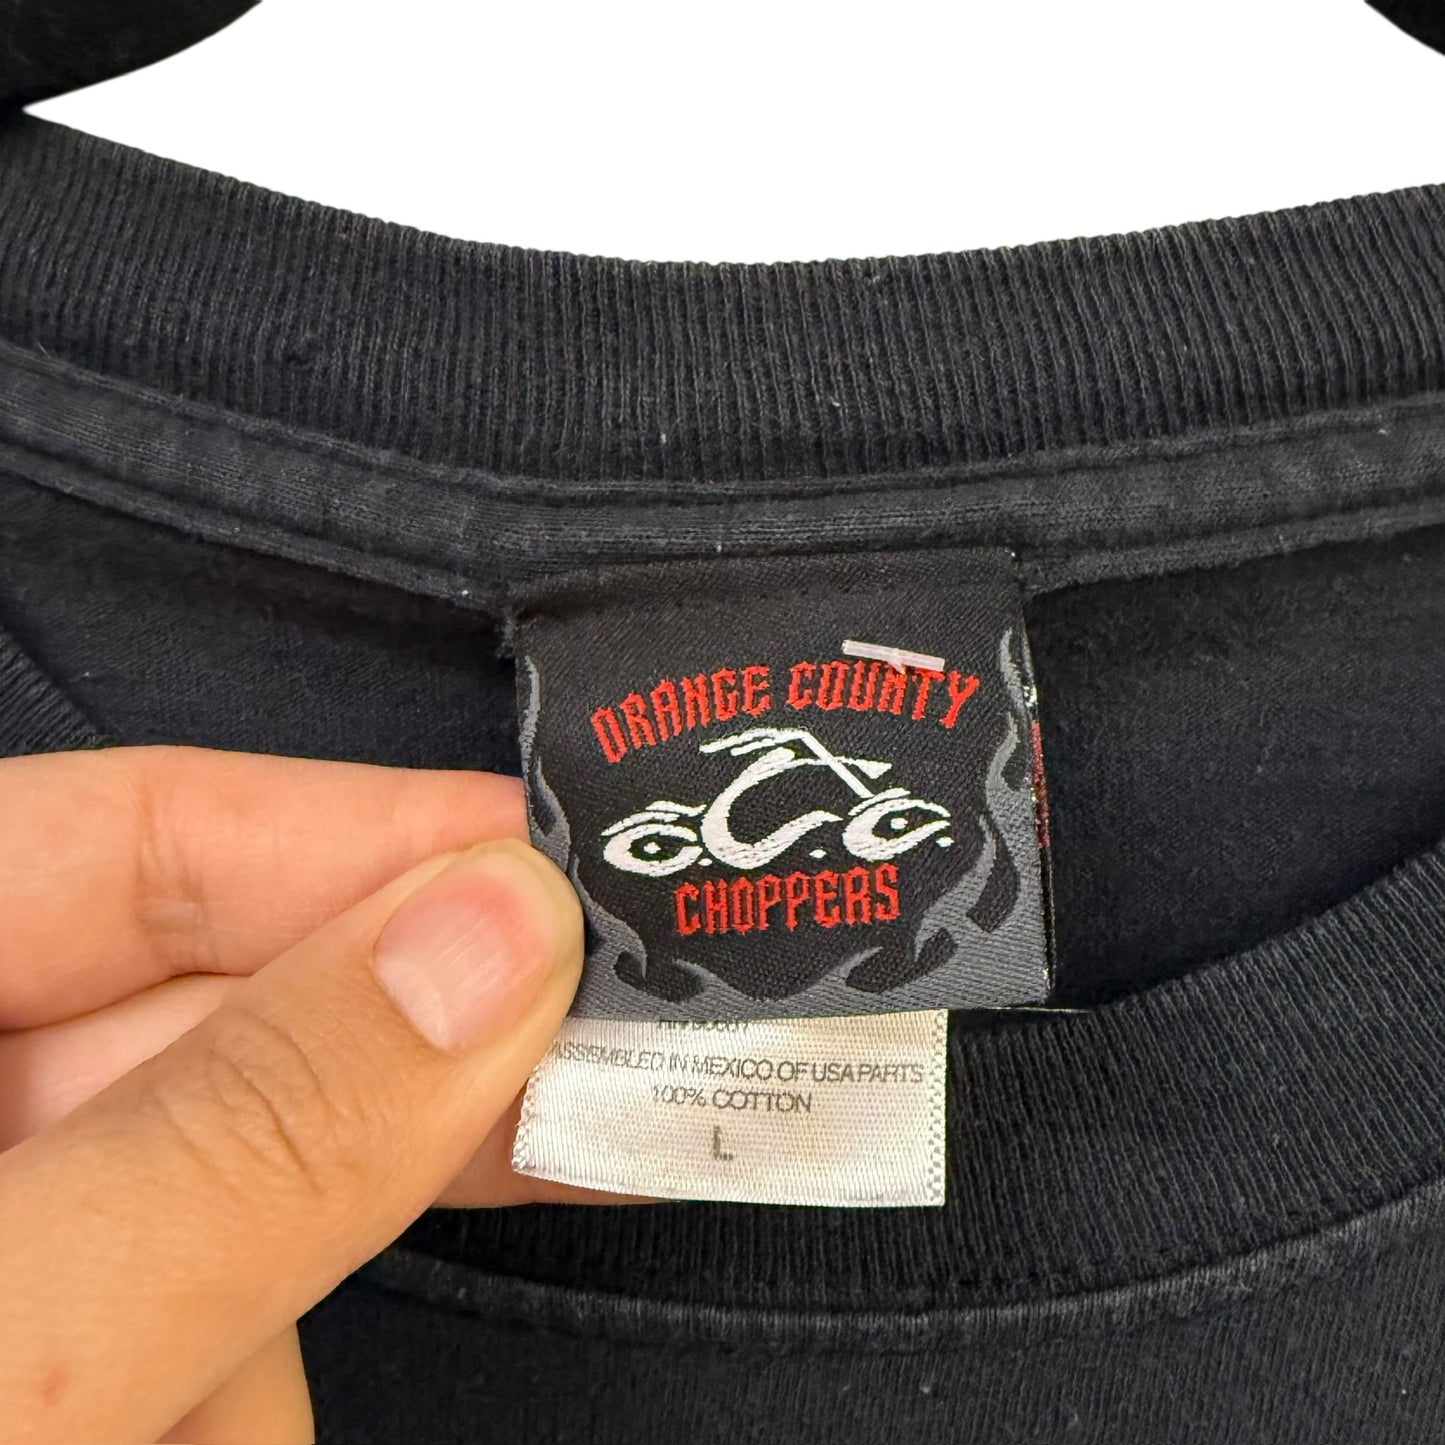 ORANGE COUNTY
O.C.C.
CHOPPERS
ASSEMBLED IN MEXICO OF USA PARTS
100% COTTON
L